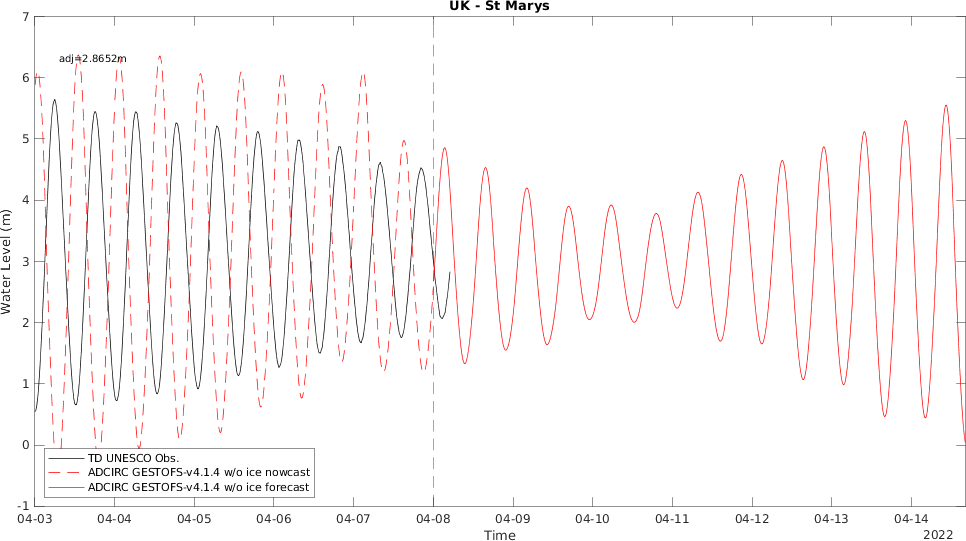 UK - St Marys
7
adj=2.8652m
6
5
4
3
2
1
0
-1
Water Level (m)
TD UNESCO Obs.
ADCIRC GESTOFS-v4.1.4 w/o ice nowcast
ADCIRC GESTOFS-v4.1.4 w/o ice forecast
04-03 04-04 04-05 04-06 04-07 04-08 04-09 04-10 04-11 04-12 04-13 04-14
Time
2022